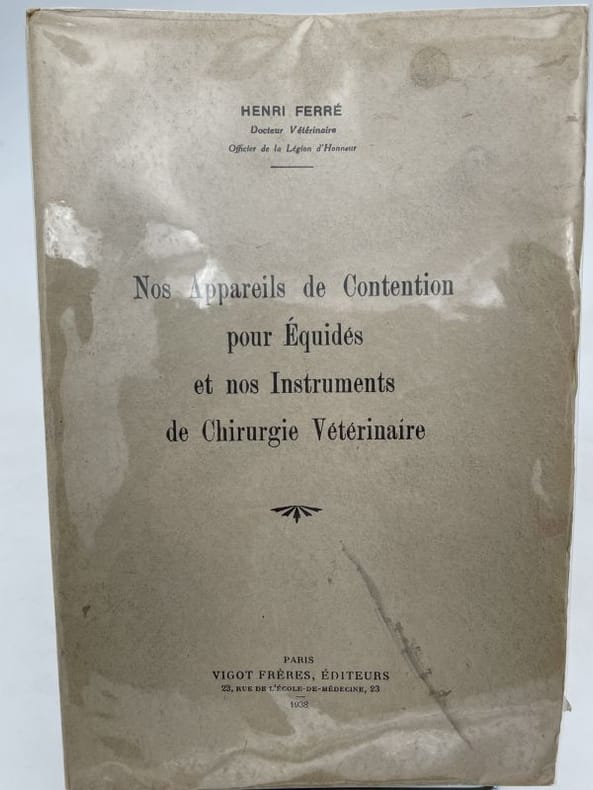 HENRI FERRÉ
Docteur Vétérinaire
Officier de la Légion d'Honneur
Nos Appareils de Contention
pour Équidés
et nos Instruments
de Chirurgie Vétérinaire
PARIS
VIGOT FRÈRES, ÉDITEURS
23, RUE DE L'ÉCOLE-DE-MÉDECINE, 23
1938